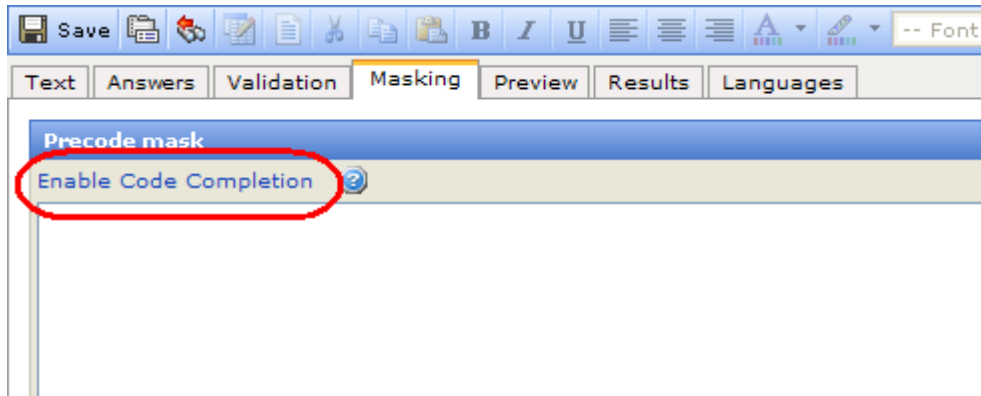 Save B I U A -- Font
Text Answers Validation Masking Preview Results Languages
Precode mask
Enable Code Completion ?